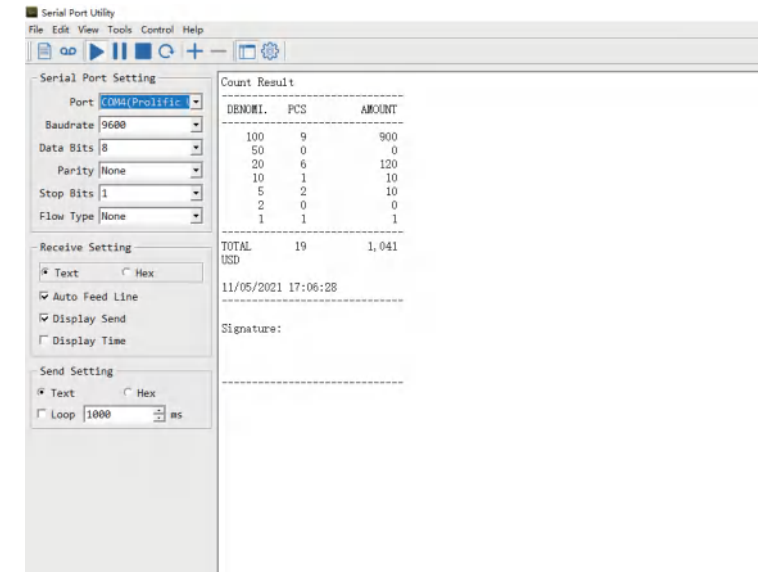 Serial Port Utility
File Edit View Tools Control Help
Serial Port Setting
Port COM4(Prolific
Baudrate 9600
Data Bits 8
Parity None
Stop Bits 1
Flow Type None
Receive Setting
Text Hex
Auto Feed Line
Display Send
Display Time
Send Setting
Text Hex
Loop 1000 ms
Count Result
------------------------------
DENOMI. PCS AMOUNT
------------------------------
100 9 900
50 0 0
20 6 120
10 1 10
5 2 10
2 0 0
1 1 1
------------------------------
TOTAL 19 1,041
USD
11/05/2021 17:06:28
------------------------------
Signature:
------------------------------